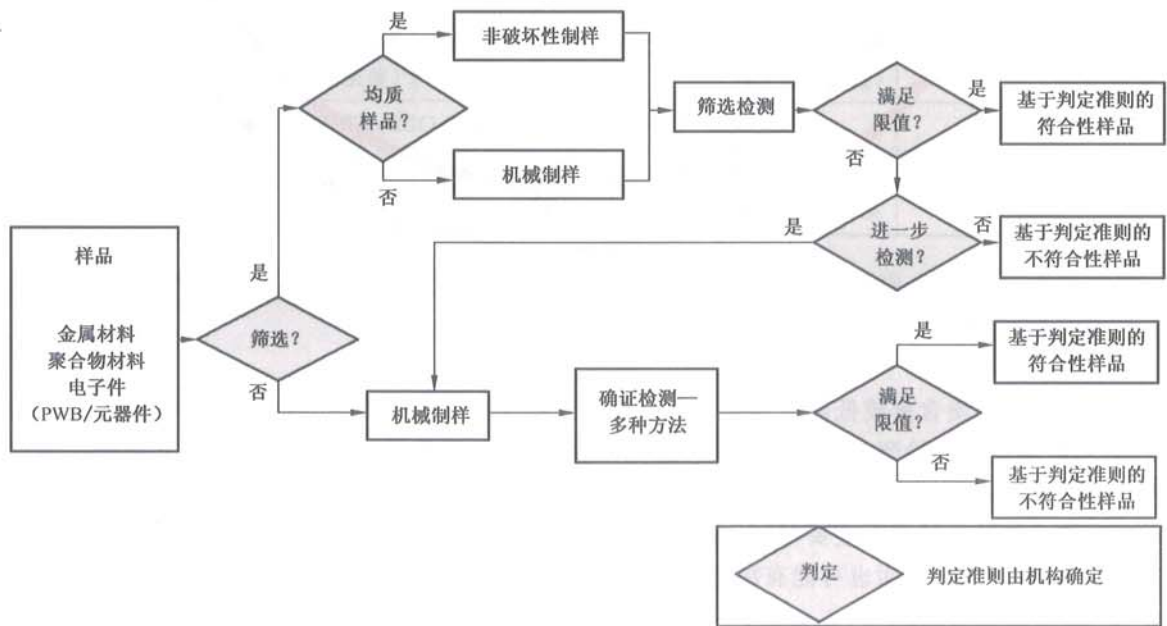 是
非破坏性制样
均质
样品?
筛选检测
满足
限值?
是
基于判定准则的
符合性样品
否
机械制样
否
样品
金属材料
聚合物材料
电子件
(PWB/元器件)
是
筛选?
否
是
进一步
检测?
否
基于判定准则的
不符合性样品
机械制样
确证检测—
多种方法
满足
限值?
是
基于判定准则的
符合性样品
否
基于判定准则的
不符合性样品
判定
判定准则由机构确定